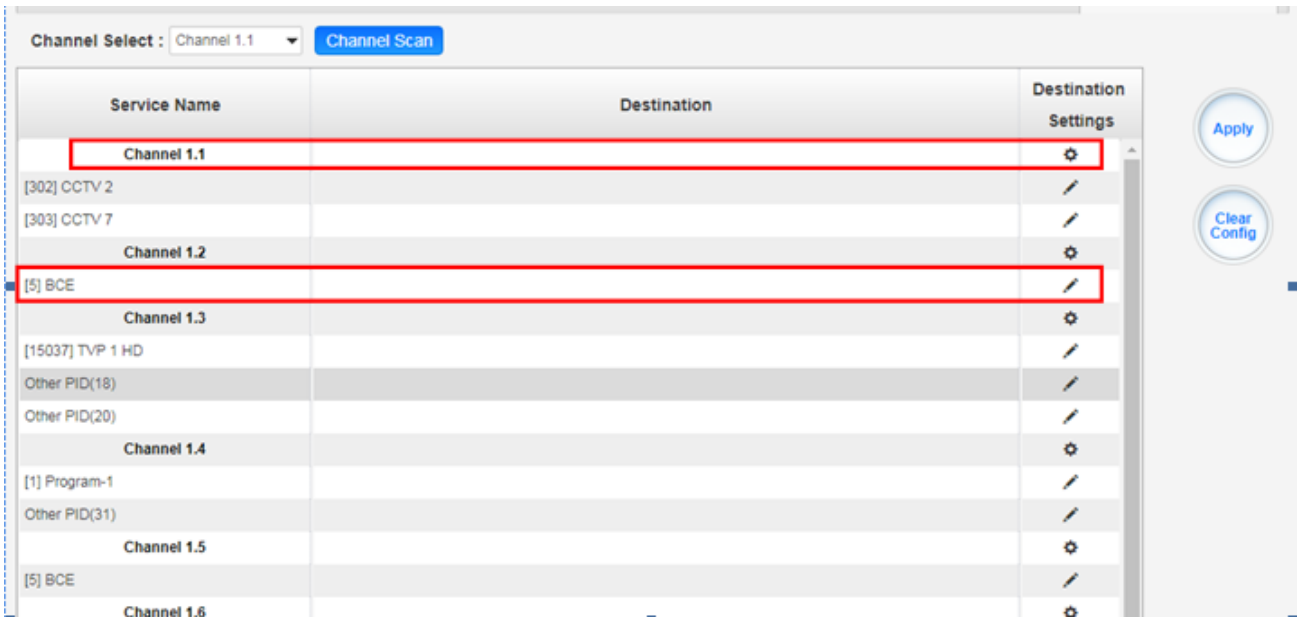 Channel Select : Channel 1.1 Channel Scan
Service Name Destination Destination Settings
Channel 1.1
[302] CCTV 2
[303] CCTV 7
Channel 1.2
[5] BCE
Channel 1.3
[15037] TVP 1 HD
Other PID(18)
Other PID(20)
Channel 1.4
[1] Program-1
Other PID(31)
Channel 1.5
[5] BCE
Channel 1.6
Apply
Clear
Config